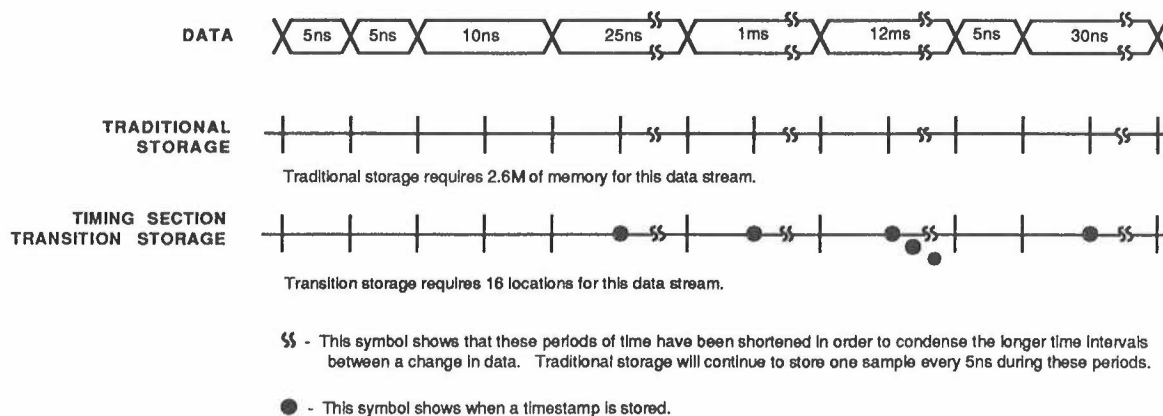 DATA 5ns 5ns 10ns 25ns 1ms 12ms 5ns 30ns
TRADITIONAL
STORAGE
Traditional storage requires 2.6M of memory for this data stream.
TIMING SECTION
TRANSITION STORAGE
Transition storage requires 16 locations for this data stream.
- This symbol shows that these periods of time have been shortened in order to condense the longer time intervals
between a change in data. Traditional storage will continue to store one sample every 5ns during these periods.
- This symbol shows when a timestamp is stored.